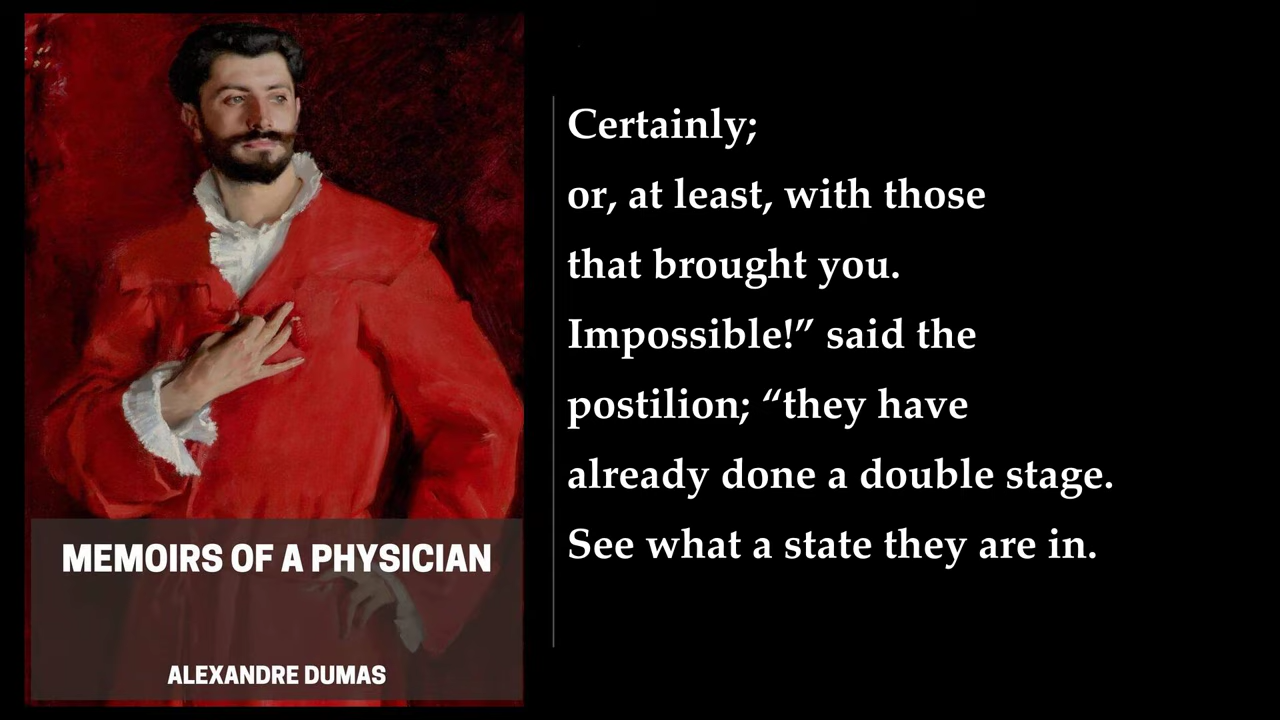 MEMOIRS OF A PHYSICIAN
ALEXANDRE DUMAS
Certainly;
or, at least, with those
that brought you.
Impossible!” said the
postilion; “they have
already done a double stage.
See what a state they are in.